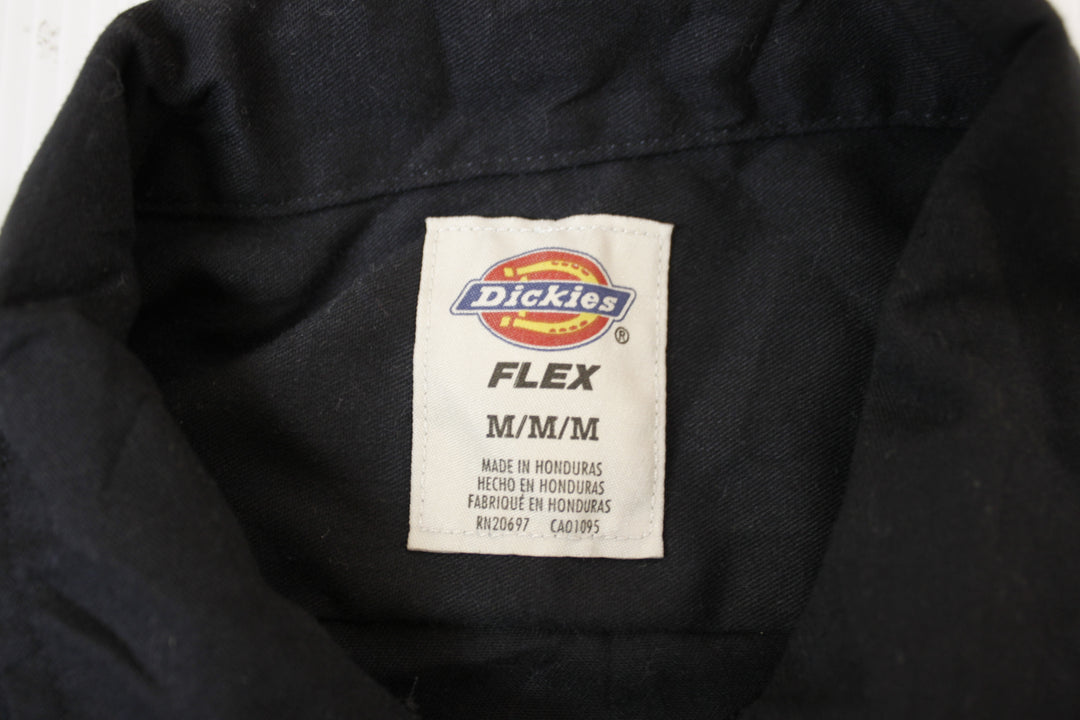 Dickies
®
FLEX
M/M/M
MADE IN HONDURAS
HECHO EN HONDURAS
FABRIQUÉ EN HONDURAS
RN20697 CA01095